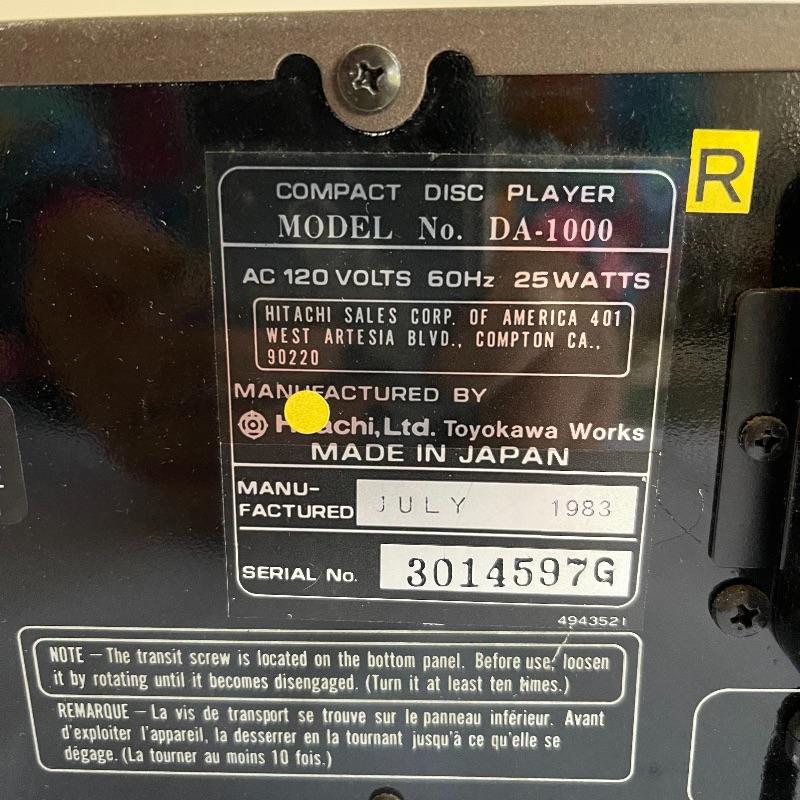 R
COMPACT DISC PLAYER
MODEL No. DA-1000
AC 120 VOLTS 60Hz 25 WATTS
HITACHI SALES CORP. OF AMERICA 401
WEST ARTESIA BLVD., COMPTON CA.,
90220
MANUFACTURED BY
Hitachi, Ltd. Toyokawa Works
MADE IN JAPAN
MANU-
FACTURED JULY 1983
SERIAL No. 3014597G
4943521
NOTE – The transit screw is located on the bottom panel. Before use, loosen
it by rotating until it becomes disengaged. (Turn it at least ten times.)
REMARQUE – La vis de transport se trouve sur le panneau inférieur. Avant
d'exploiter l'appareil, la desserrer en la tournant jusqu'à ce qu'elle se
dégage. (La tourner au moins 10 fois.)